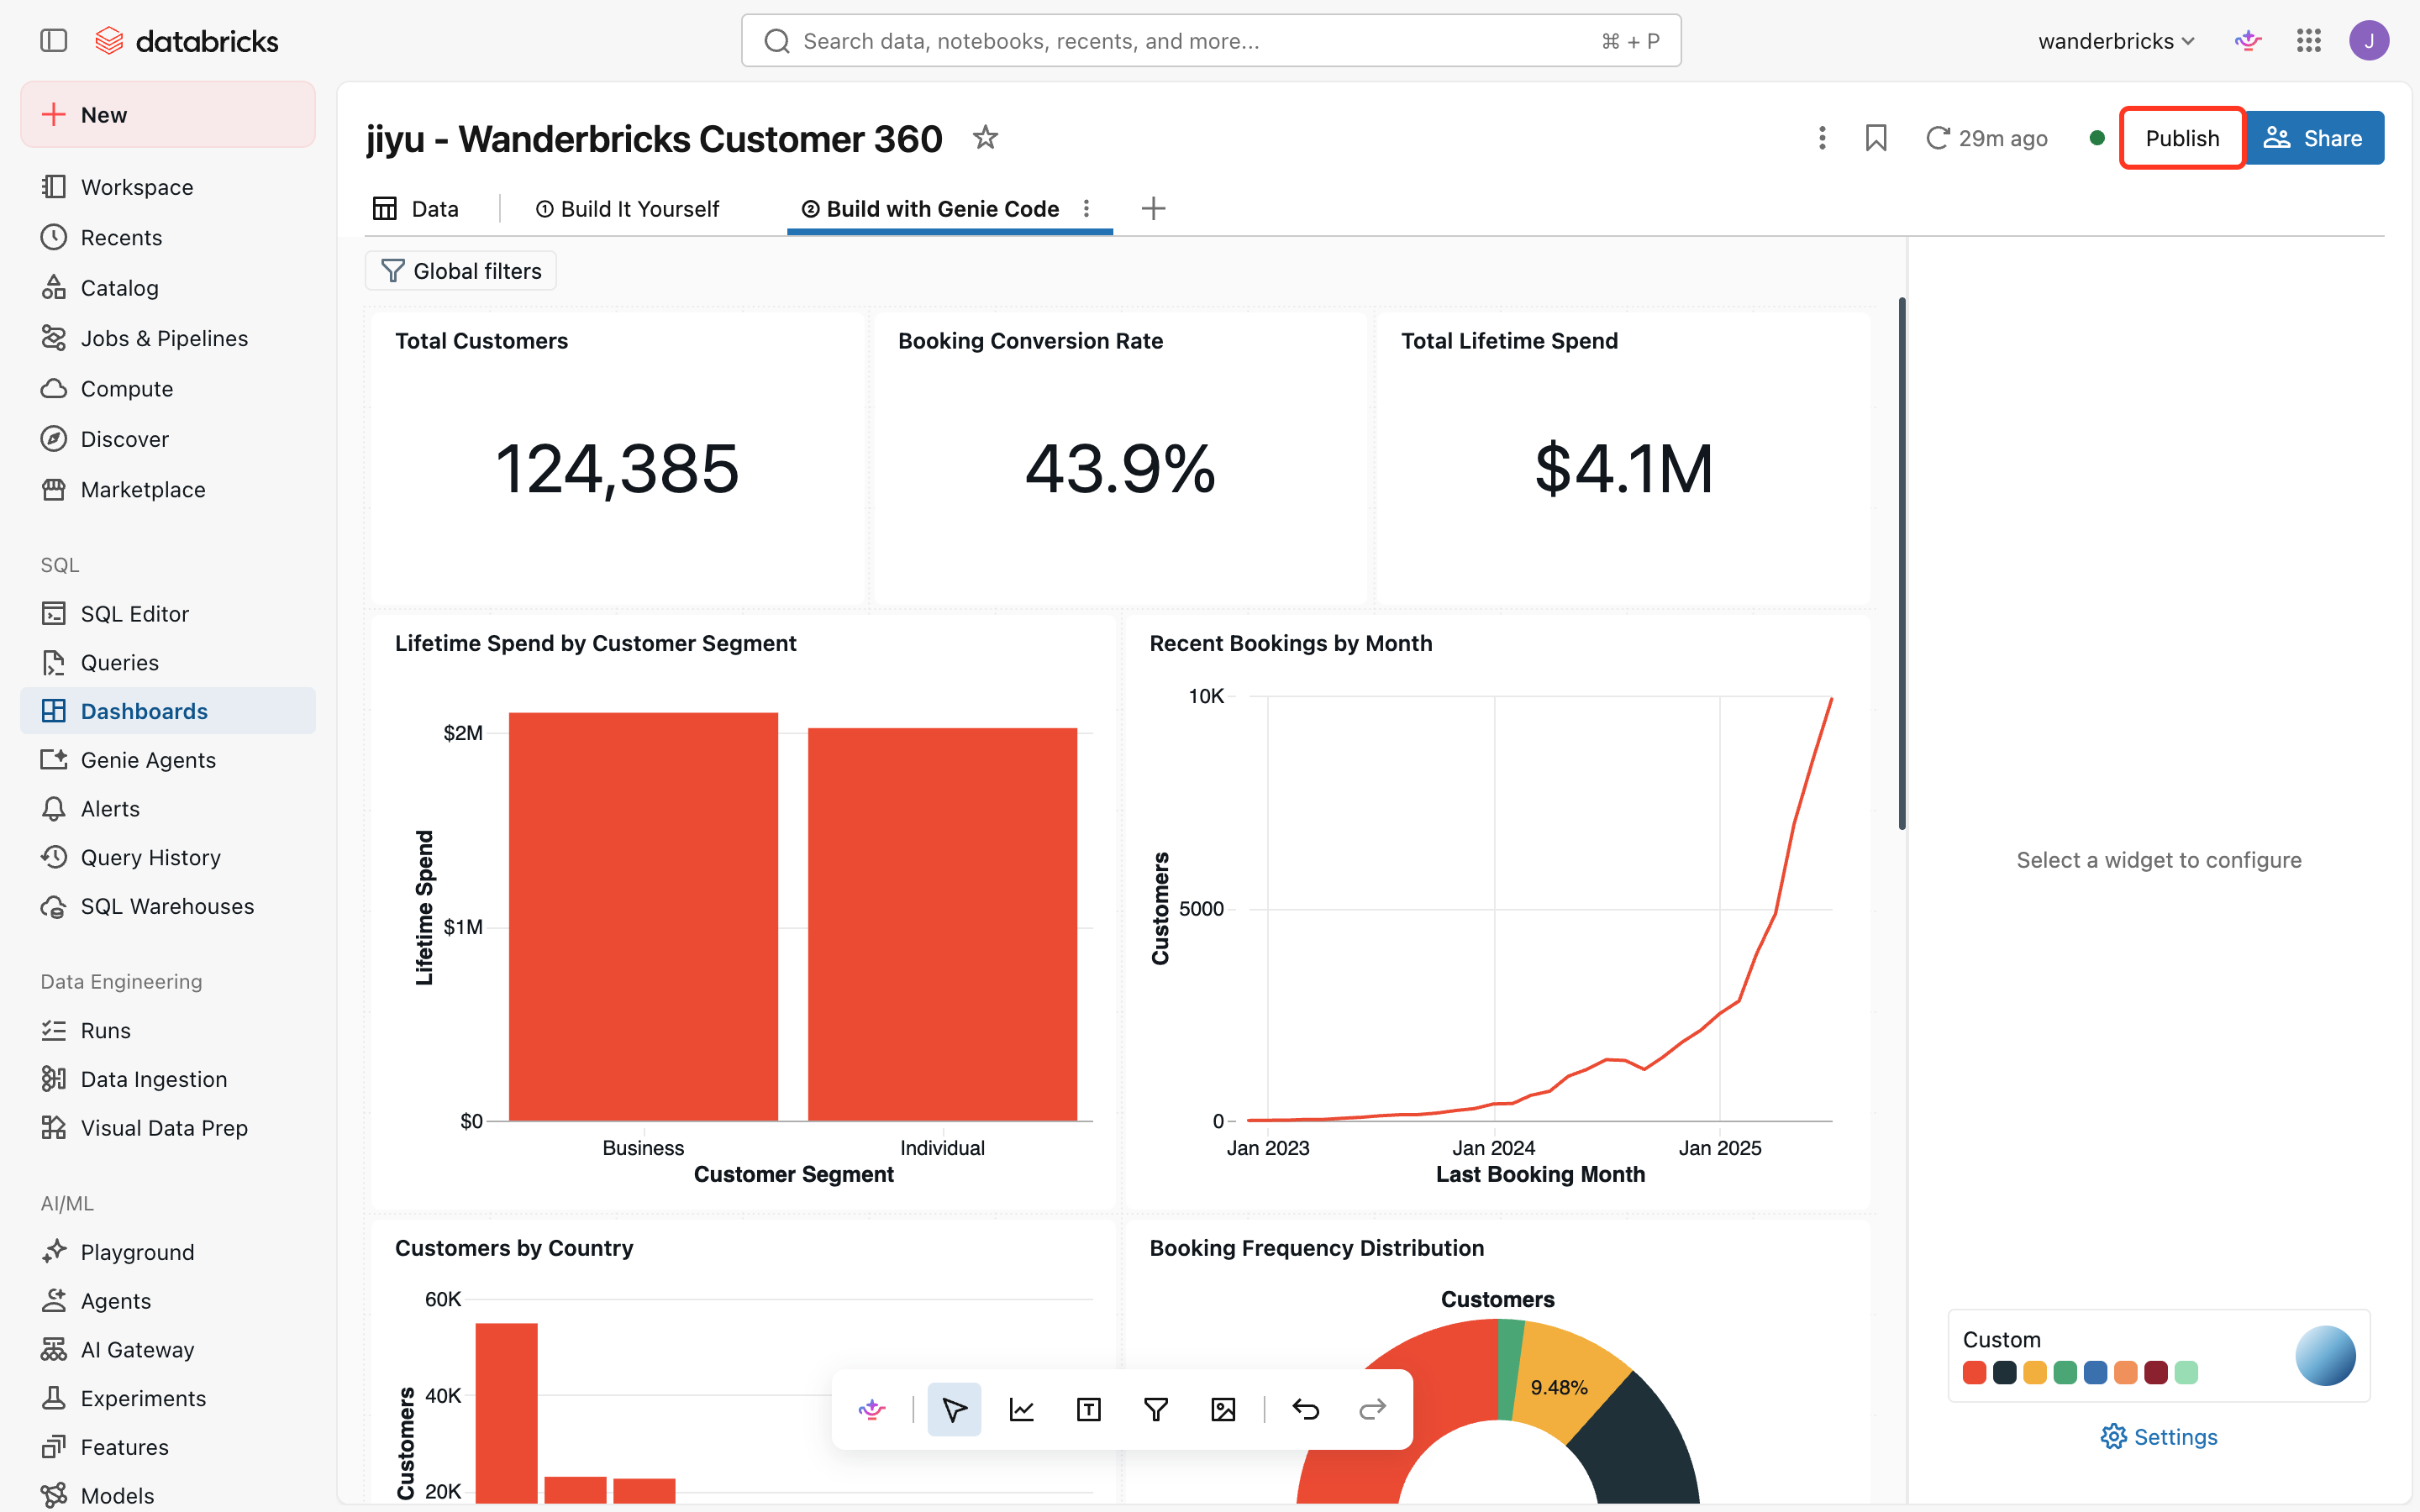 databricks
Search data, notebooks, recents, and more...
⌘ + P
wanderbricks
J
New
Workspace
Recents
Catalog
Jobs & Pipelines
Compute
Discover
Marketplace
SQL
SQL Editor
Queries
Dashboards
Genie Agents
Alerts
Query History
SQL Warehouses
Data Engineering
Runs
Data Ingestion
Visual Data Prep
AI/ML
Playground
Agents
AI Gateway
Experiments
Features
Models
jiyu - Wanderbricks Customer 360
29m ago
Publish
Share
Data
① Build It Yourself
② Build with Genie Code
Global filters
Total Customers
124,385
Booking Conversion Rate
43.9%
Total Lifetime Spend
$4.1M
Lifetime Spend by Customer Segment
Lifetime Spend
$2M
$1M
$0
Business
Individual
Customer Segment
Recent Bookings by Month
Customers
10K
5000
0
Jan 2023
Jan 2024
Jan 2025
Last Booking Month
Customers by Country
Customers
60K
40K
20K
Booking Frequency Distribution
Customers
9.48%
Select a widget to configure
Custom
Settings